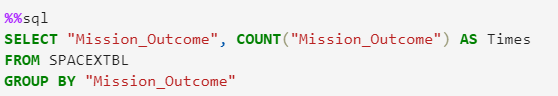 %%sql
SELECT "Mission_Outcome", COUNT("Mission_Outcome") AS Times
FROM SPACEXTBL
GROUP BY "Mission_Outcome"